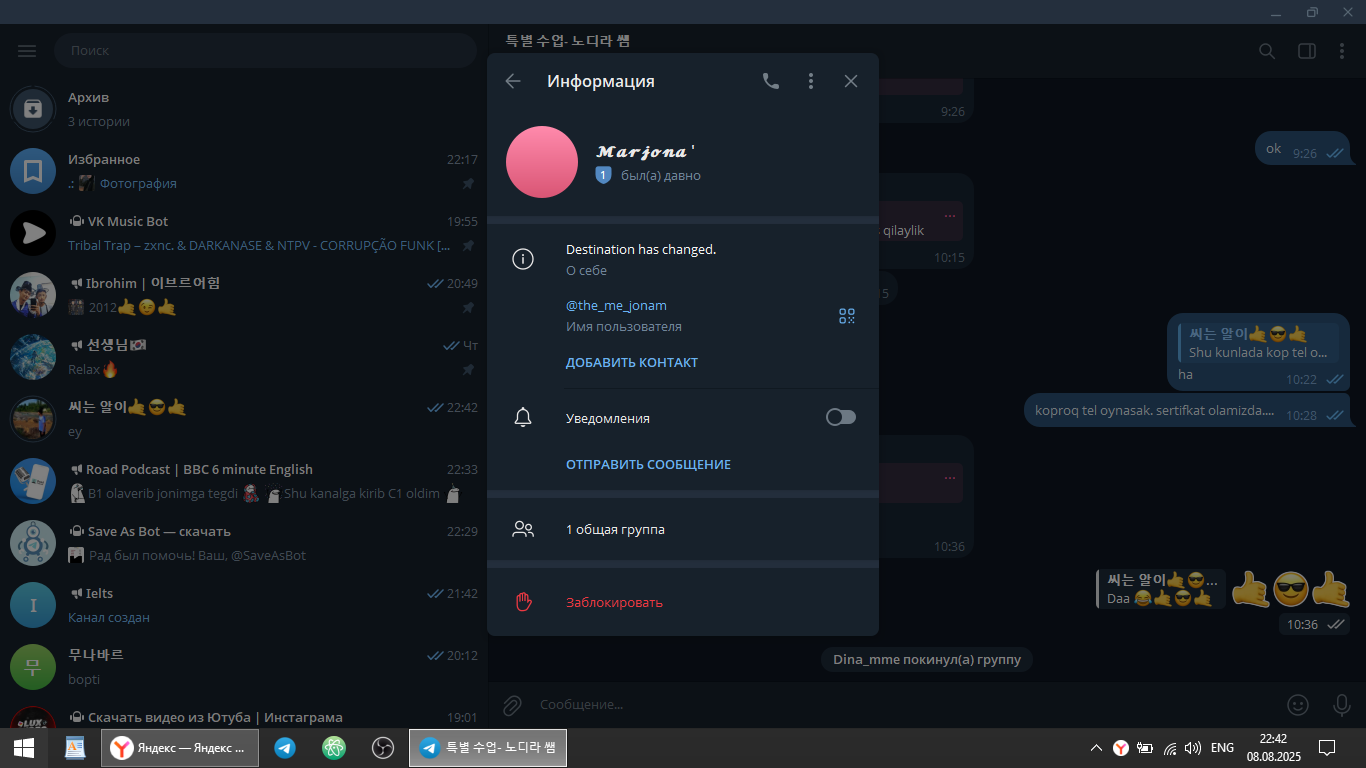 특별 수업- 노디라 쌤
Поиск
Архив
3 истории
Избранное 22:17
.: Фотография
VK Music Bot 19:55
Tribal Trap – zxnc. & DARKANASE & NTPV - CORRUPÇÃO FUNK [...
Ibrohim | 이브르어힘 20:49
2012🤙😉🤙
선생님🇰🇷 Чт
Relax🔥
씨는 알이🤙😎🤙 22:42
ey
Road Podcast | BBC 6 minute English 22:33
B1 olaverib jonimga tegdi Shu kanalga kirib C1 oldim
Save As Bot — скачать 22:29
Рад был помочь! Ваш, @SaveAsBot
I
Ielts 21:42
Канал создан
무
무나바르 20:12
bopti
Скачать видео из Ютуба | Инстаграма 19:01
Информация
𝓜𝓪𝓻𝓳𝓸𝓷𝓪 '
1 был(а) давно
Destination has changed.
О себе
@the_me_jonam
Имя пользователя
ДОБАВИТЬ КОНТАКТ
Уведомления
ОТПРАВИТЬ СООБЩЕНИЕ
1 общая группа
Заблокировать
9:26
ok 9:26
qilaylik
10:15
씨는 알이🤙😎🤙
Shu kunlada kop tel o...
ha 10:22
koproq tel oynasak. sertifkat olamizda.... 10:28
10:36
씨는 알이🤙😎...
Daa 😂🤙😎🤙
🤙😎🤙
10:36
Dina_mme покинул(а) группу
Сообщение...
Яндекс — Яндекс ...
특별 수업- 노디라 쌤
ENG
22:42
08.08.2025